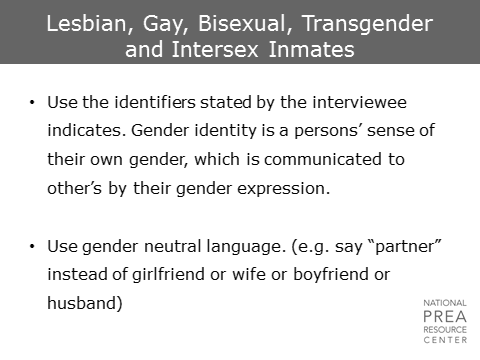 Lesbian, Gay, Bisexual, Transgender
and Intersex Inmates
• Use the identifiers stated by the interviewee
indicates. Gender identity is a persons’ sense of
their own gender, which is communicated to
other’s by their gender expression.
• Use gender neutral language. (e.g. say “partner”
instead of girlfriend or wife or boyfriend or
husband)
NATIONAL
PREA
RESOURCE
CENTER